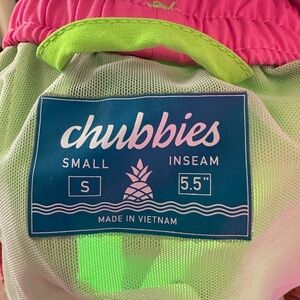 chubbies
SMALL INSEAM
S 5.5"
MADE IN VIETNAM